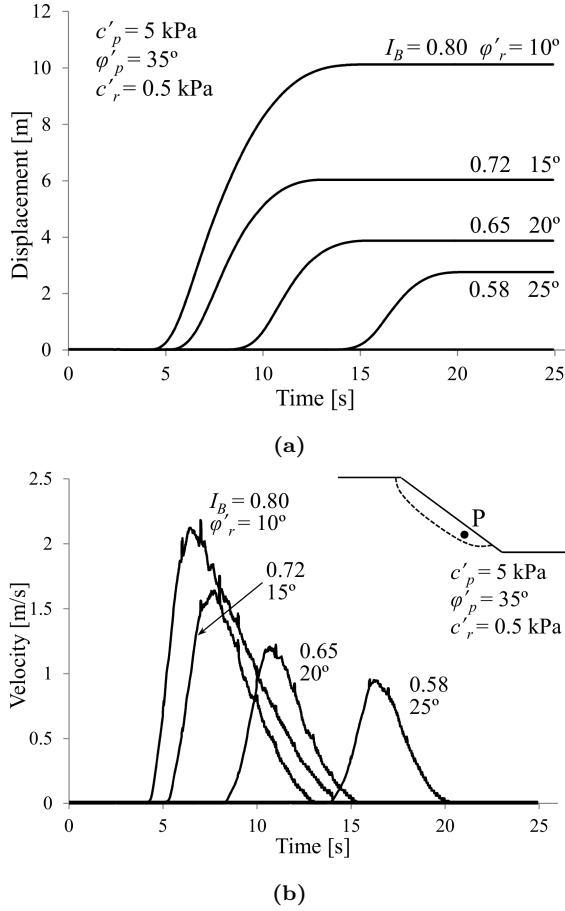 c′p = 5 kPa
φ′p = 35º
c′r = 0.5 kPa
IB = 0.80 φ′r = 10º
0.72 15º
0.65 20º
0.58 25º
12
10
8
6
4
2
0
Displacement [m]
0 5 10 15 20 25
Time [s]
(a)
2.5
2
1.5
1
0.5
0
Velocity [m/s]
IB = 0.80
φ′r = 10º
0.72
15º
0.65
20º
0.58
25º
P
c′p = 5 kPa
φ′p = 35º
c′r = 0.5 kPa
0 5 10 15 20 25
Time [s]
(b)